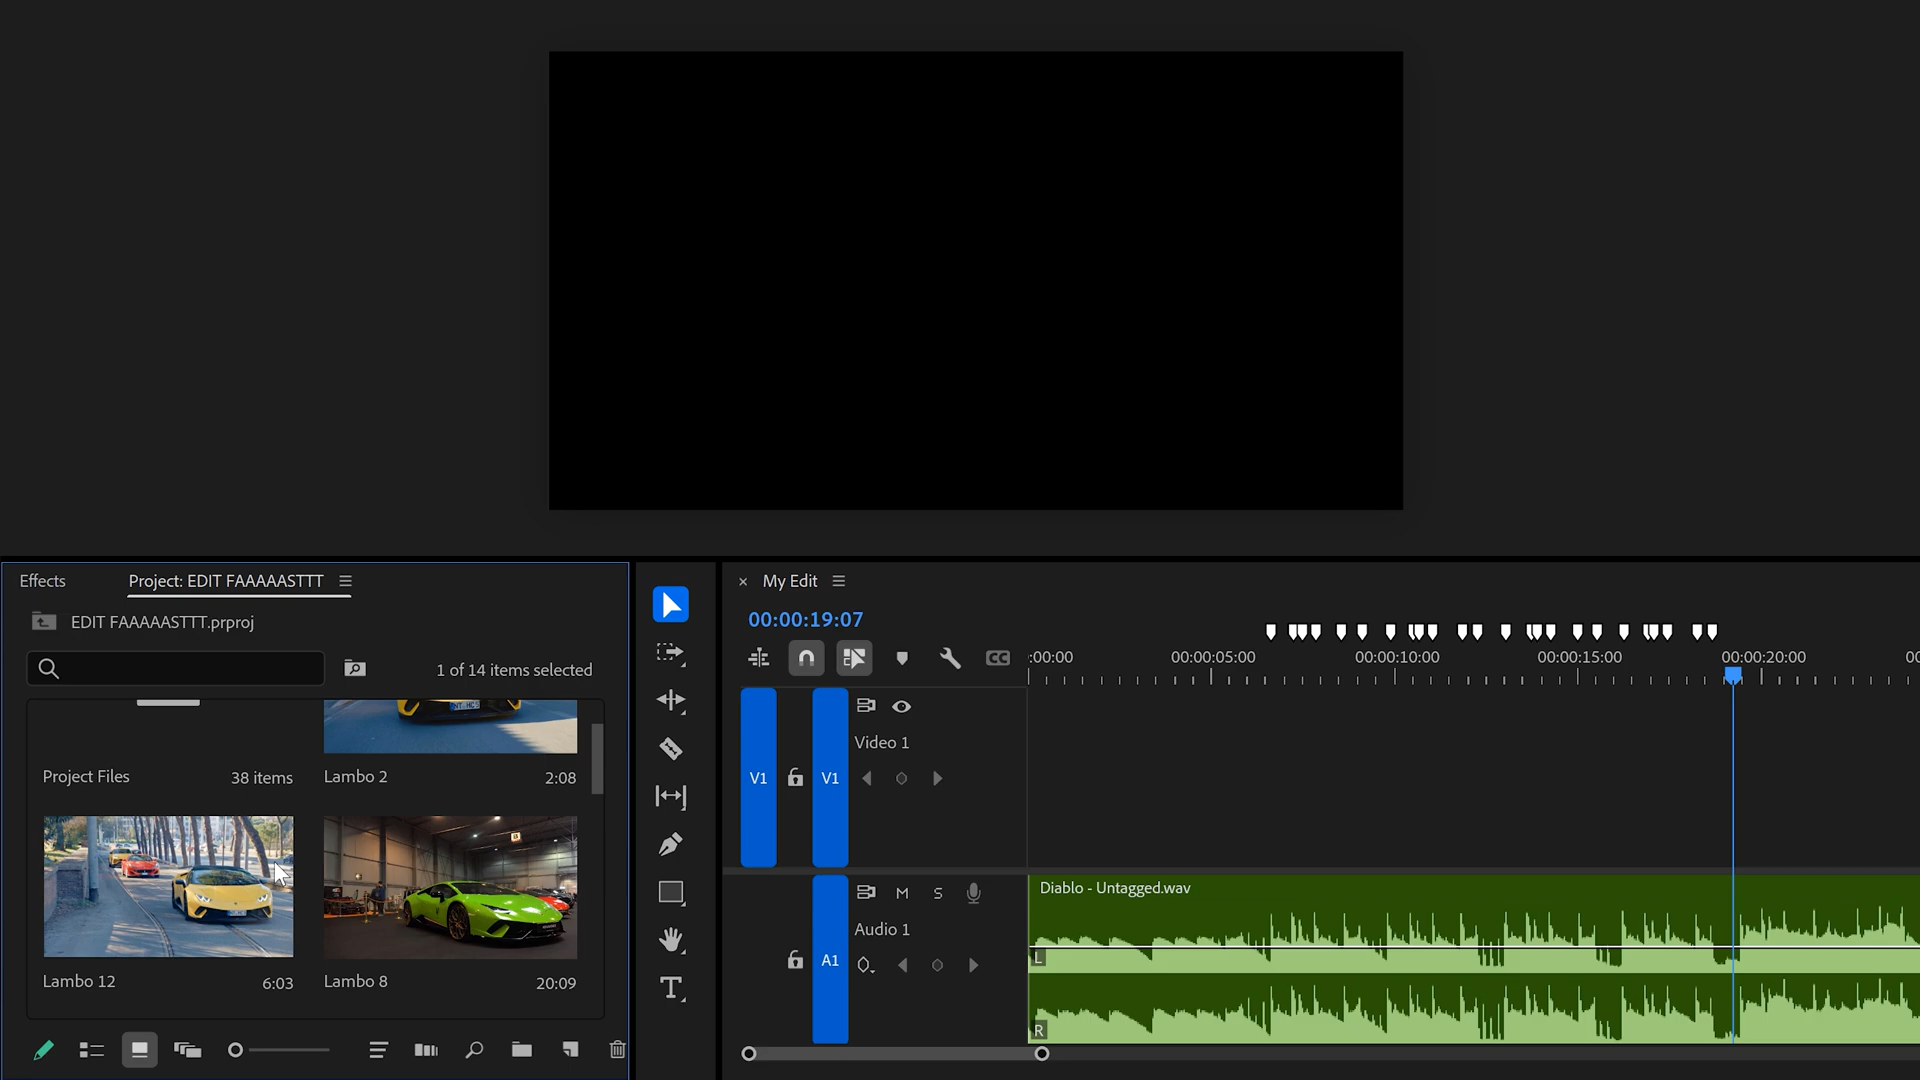 Effects
Project: EDIT FAAAAASTTT
EDIT FAAAAASTTT.prproj
1 of 14 items selected
Project Files
38 items
Lambo 2
2:08
Lambo 12
6:03
Lambo 8
20:09
× My Edit
00:00:19:07
CC
:00:00
00:00:05:00
00:00:10:00
00:00:15:00
00:00:20:00
00
V1
V1
Video 1
A1
M
S
Audio 1
Diablo - Untagged.wav
L
R
T